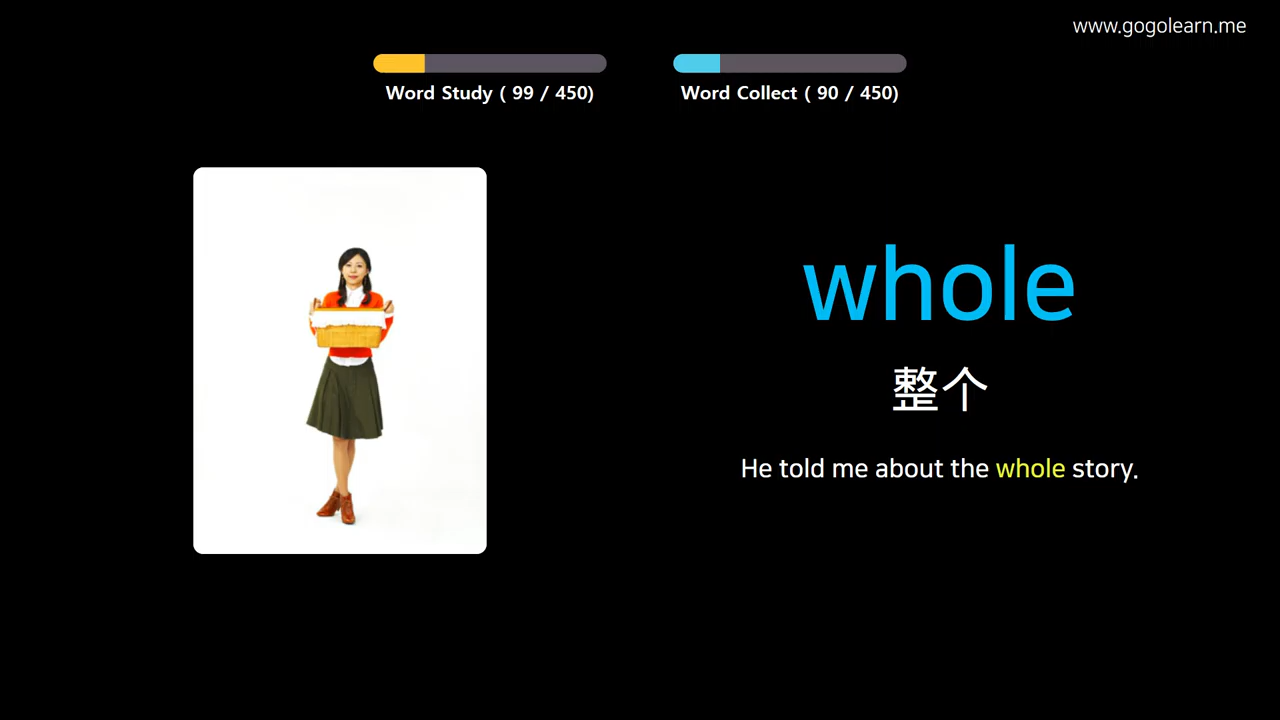 www.gogolearn.me
Word Study ( 99 / 450)
Word Collect ( 90 / 450)
whole
整个
He told me about the whole story.